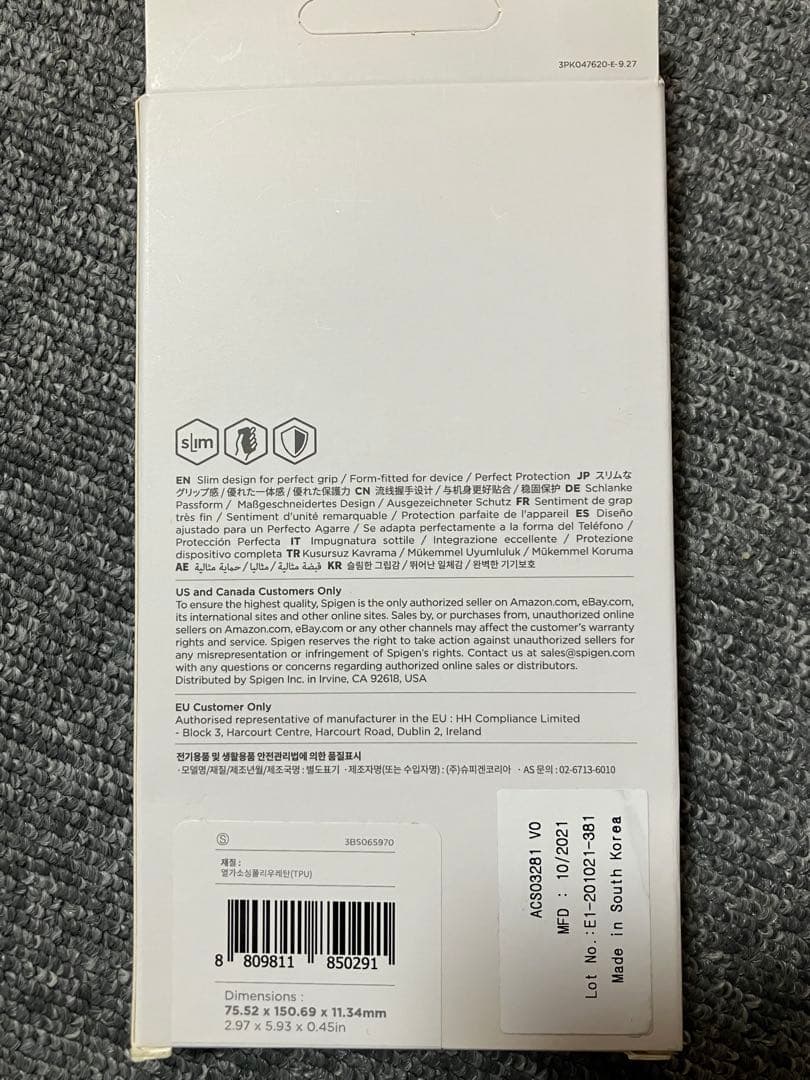 3PK047620-E-9.27
slim
EN Slim design for perfect grip / Form-fitted for device / Perfect Protection JP スリムな
グリップ感 / 優れた一体感 / 優れた保護力 CN 流线握手设计 / 与机身更好贴合 / 稳固保护 DE Schlanke
Passform / Maßgeschneidertes Design / Ausgezeichneter Schutz FR Sentiment de grap
très fin / Sentiment d'unité remarquable / Protection parfaite de l'appareil ES Diseño
ajustado para un Perfecto Agarre / Se adapta perfectamente a la forma del Teléfono /
Protección Perfecta IT Impugnatura sottile / Integrazione eccellente / Protezione
dispositivo completa TR Kusursuz Kavrama / Mükemmel Uyumluluk / Mükemmel Koruma
AE قبضة مثالية / مثاليا / حماية مثالية KR 슬림한 그립감 / 뛰어난 일체감 / 완벽한 기기보호
US and Canada Customers Only
To ensure the highest quality, Spigen is the only authorized seller on Amazon.com, eBay.com,
its international sites and other online sites. Sales by, or purchases from, unauthorized online
sellers on Amazon.com, eBay.com or any other channels may affect the customer's warranty
rights and service. Spigen reserves the right to take action against unauthorized sellers for
any misrepresentation or infringement of Spigen's rights. Contact us at sales@spigen.com
with any questions or concerns regarding authorized online sales or distributors.
Distributed by Spigen Inc. in Irvine, CA 92618, USA
EU Customer Only
Authorised representative of manufacturer in the EU : HH Compliance Limited
- Block 3, Harcourt Centre, Harcourt Road, Dublin 2, Ireland
전기용품 및 생활용품 안전관리법에 의한 품질표시
·모델명/재질/제조년월/제조국명 : 별도표기 ·제조자명(또는 수입자명) : (주)슈피겐코리아 · AS 문의 : 02-6713-6010
Ⓢ 3BS065970
재질 :
열가소성폴리우레탄(TPU)
8 809811 850291
Dimensions :
75.52 x 150.69 x 11.34mm
2.97 x 5.93 x 0.45in
ACS03281 V0
MFD : 10/2021
Lot No.:E1-201021-381
Made in South Korea